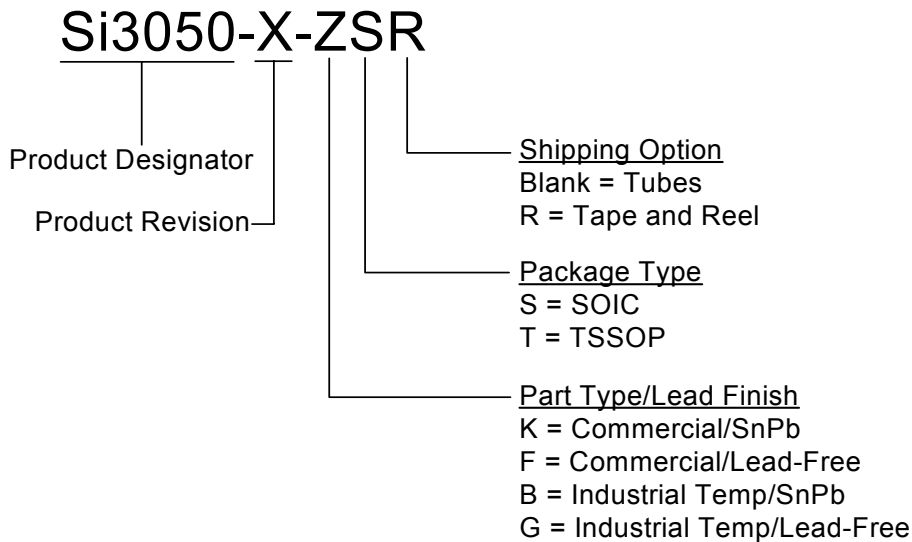 Si3050-X-ZSR
Product Designator
Product Revision
Shipping Option
Blank = Tubes
R = Tape and Reel
Package Type
S = SOIC
T = TSSOP
Part Type/Lead Finish
K = Commercial/SnPb
F = Commercial/Lead-Free
B = Industrial Temp/SnPb
G = Industrial Temp/Lead-Free